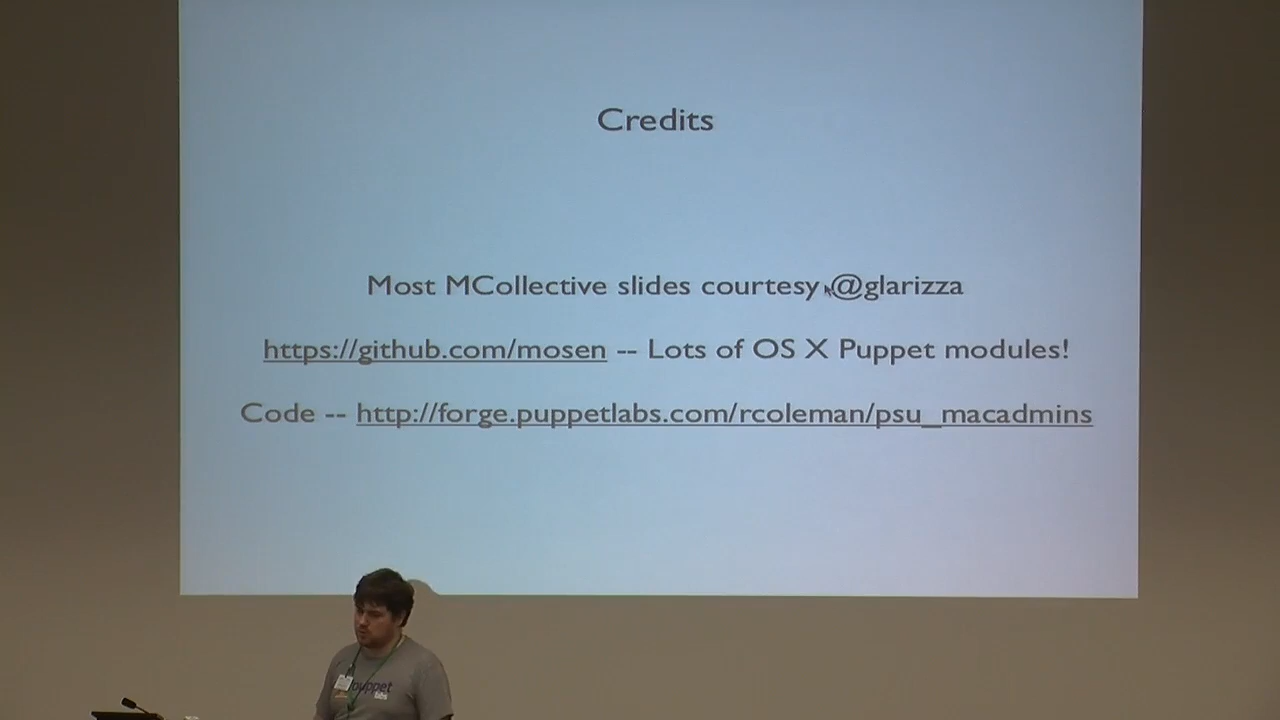 Credits
Most MCollective slides courtesy @glarizza
https://github.com/mosen -- Lots of OS X Puppet modules!
Code -- http://forge.puppetlabs.com/rcoleman/psu_macadmins
puppet